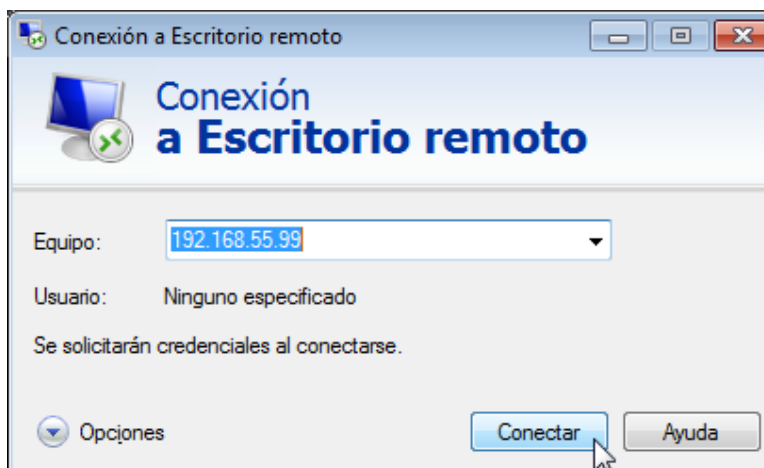 Conexión a Escritorio remoto
Conexión
a Escritorio remoto
Equipo: 192.168.55.99
Usuario: Ninguno especificado
Se solicitarán credenciales al conectarse.
Opciones Conectar Ayuda